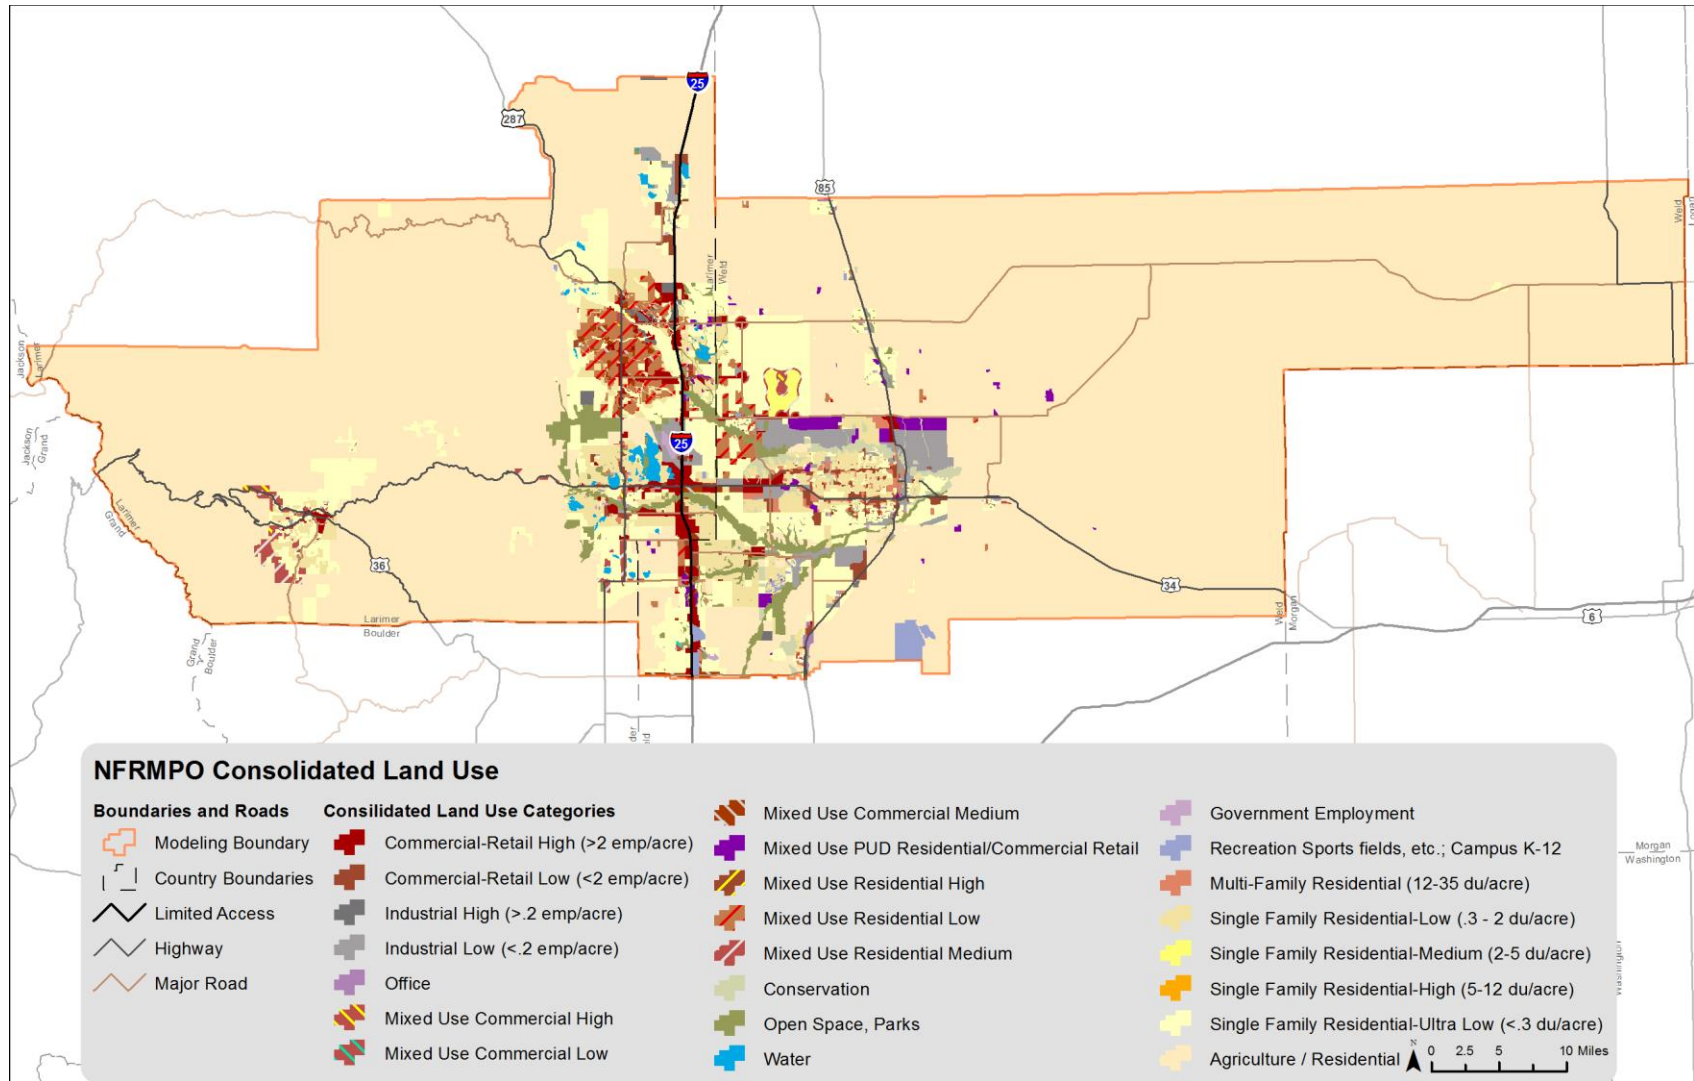 25
287
85
Weld
Logan
Larimer
Weld
Jackson
Larimer
Jackson
Grand
25
Larimer
Grand
36
34
Larimer
Boulder
Grand
Boulder
Weld
Morgan
6
NFRMPO Consolidated Land Use
Boundaries and Roads
Modeling Boundary
Country Boundaries
Limited Access
Highway
Major Road
Consilidated Land Use Categories
Commercial-Retail High (>2 emp/acre)
Commercial-Retail Low (<2 emp/acre)
Industrial High (>.2 emp/acre)
Industrial Low (<.2 emp/acre)
Office
Mixed Use Commercial High
Mixed Use Commercial Low
Mixed Use Commercial Medium
Mixed Use PUD Residential/Commercial Retail
Mixed Use Residential High
Mixed Use Residential Low
Mixed Use Residential Medium
Conservation
Open Space, Parks
Water
Government Employment
Recreation Sports fields, etc.; Campus K-12
Multi-Family Residential (12-35 du/acre)
Single Family Residential-Low (.3 - 2 du/acre)
Single Family Residential-Medium (2-5 du/acre)
Single Family Residential-High (5-12 du/acre)
Single Family Residential-Ultra Low (<.3 du/acre)
Agriculture / Residential
N
0 2.5 5 10 Miles
Morgan
Washington